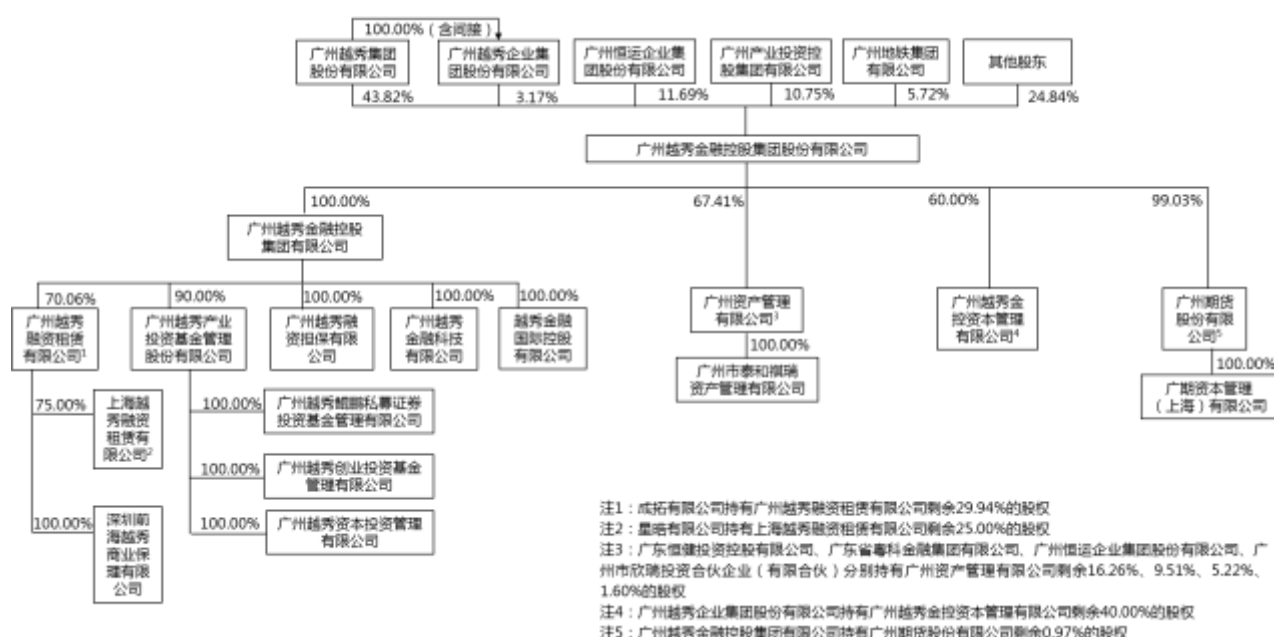 100.00%（含间接）
广州越秀集团
股份有限公司
广州越秀企业集
团股份有限公司
广州恒运企业集
团股份有限公司
广州产业投资控
股集团有限公司
广州地铁集团
有限公司
其他股东
43.82%
3.17%
11.69%
10.75%
5.72%
24.84%
广州越秀金融控股集团股份有限公司
100.00%
67.41%
60.00%
99.03%
广州越秀金融控股
集团有限公司
70.06%
90.00%
100.00%
100.00%
100.00%
广州越秀
融资租赁
有限公司1
广州越秀产业
投资基金管理
股份有限公司
广州越秀融
资担保有限
公司
广州越秀
金融科技
有限公司
越秀金融
国际控股
有限公司
广州资产管理
有限公司3
广州越秀金
控资本管理
有限公司4
广州期货
股份有限
公司5
100.00%
广州市泰和祺瑞
资产管理有限公司
100.00%
广期资本管理
（上海）有限公司
75.00%
上海越
秀融资
租赁有
限公司2
100.00%
深圳前
海越秀
商业保
理有限
公司
100.00%
广州越秀鲲鹏私募证券
投资基金管理有限公司
100.00%
广州越秀创业投资基金
管理有限公司
100.00%
广州越秀资本投资管理
有限公司
注1：成拓有限公司持有广州越秀融资租赁有限公司剩余29.94%的股权
注2：星皓有限公司持有上海越秀融资租赁有限公司剩余25.00%的股权
注3：广东恒健投资控股有限公司、广东省粤科金融集团有限公司、广州恒运企业集团股份有限公司、广
州市欣瑞投资合伙企业（有限合伙）分别持有广州资产管理有限公司剩余16.26%、9.51%、5.22%、
1.60%的股权
注4：广州越秀企业集团股份有限公司持有广州越秀金控资本管理有限公司剩余40.00%的股权
注5：广州越秀金融控股集团有限公司持有广州期货股份有限公司剩余0.97%的股权